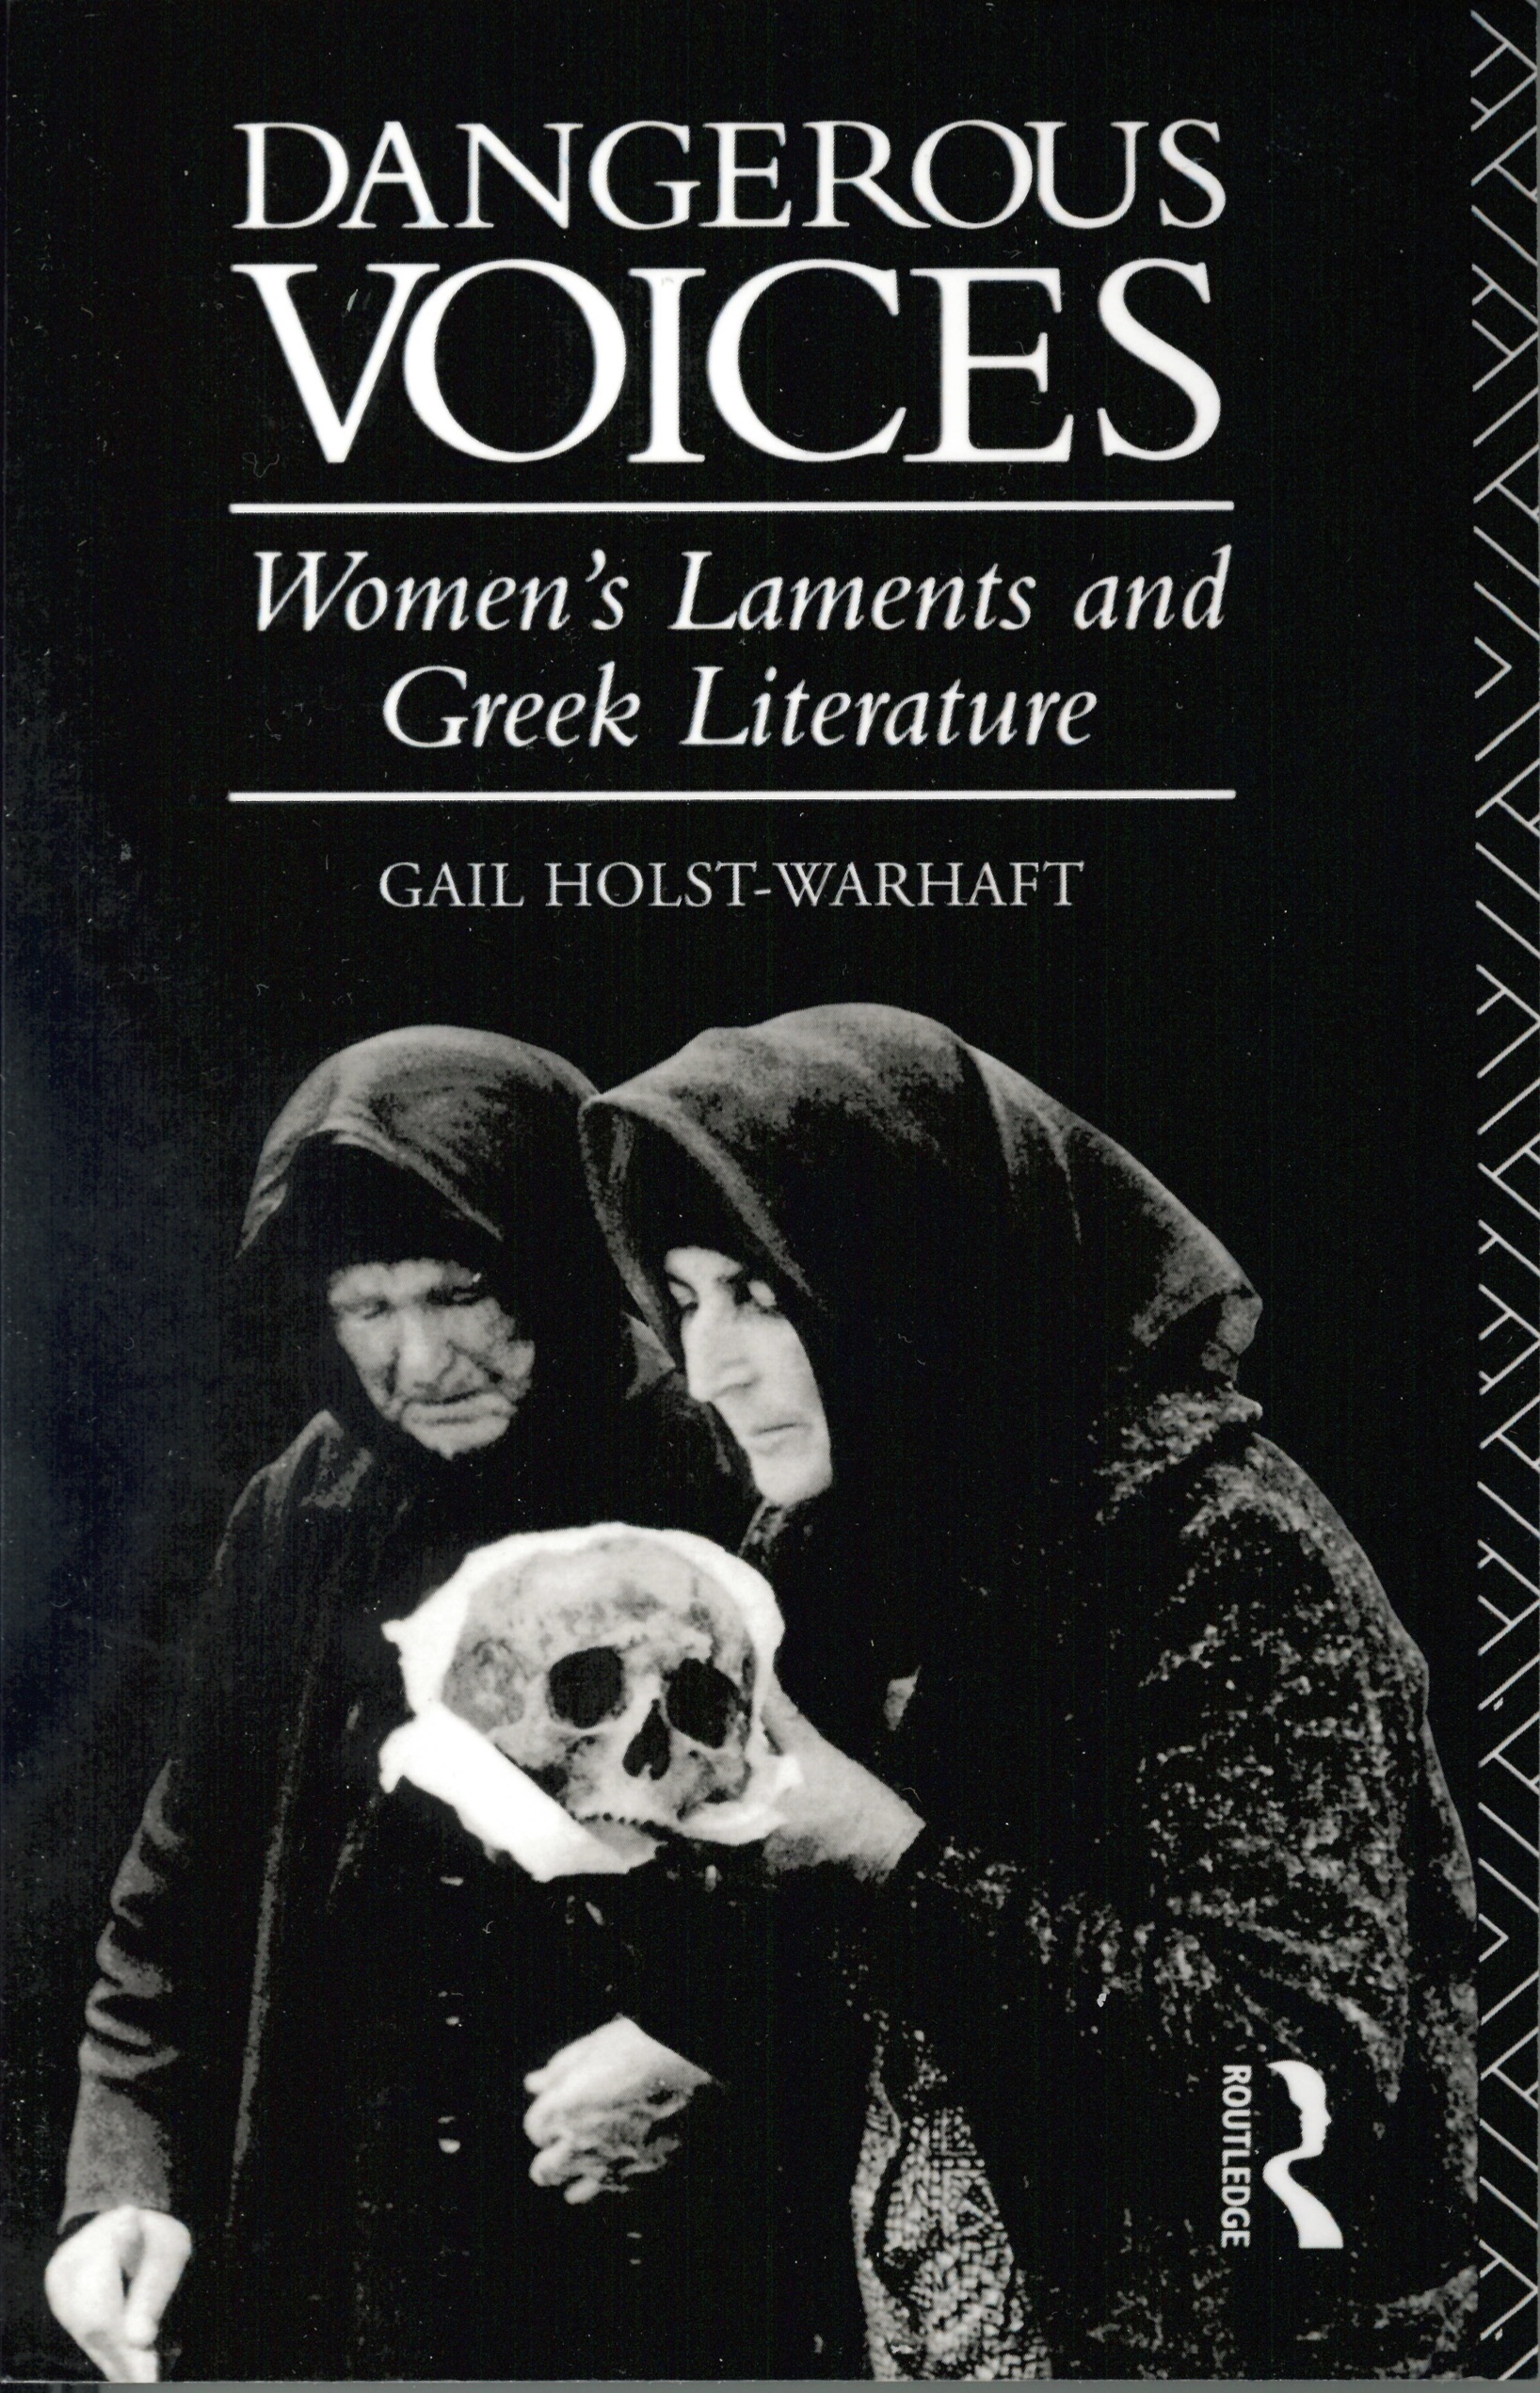 DANGEROUS
VOICES
Women's Laments and
Greek Literature
GAIL HOLST-WARHAFT
ROUTLEDGE